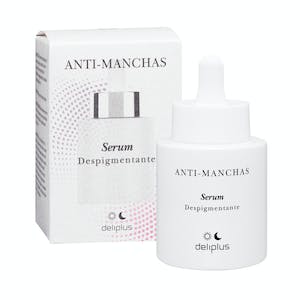 ANTI-MANCHAS
Serum
Despigmentante
deliplus
ANTI-MANCHAS
Serum
Despigmentante
deliplus